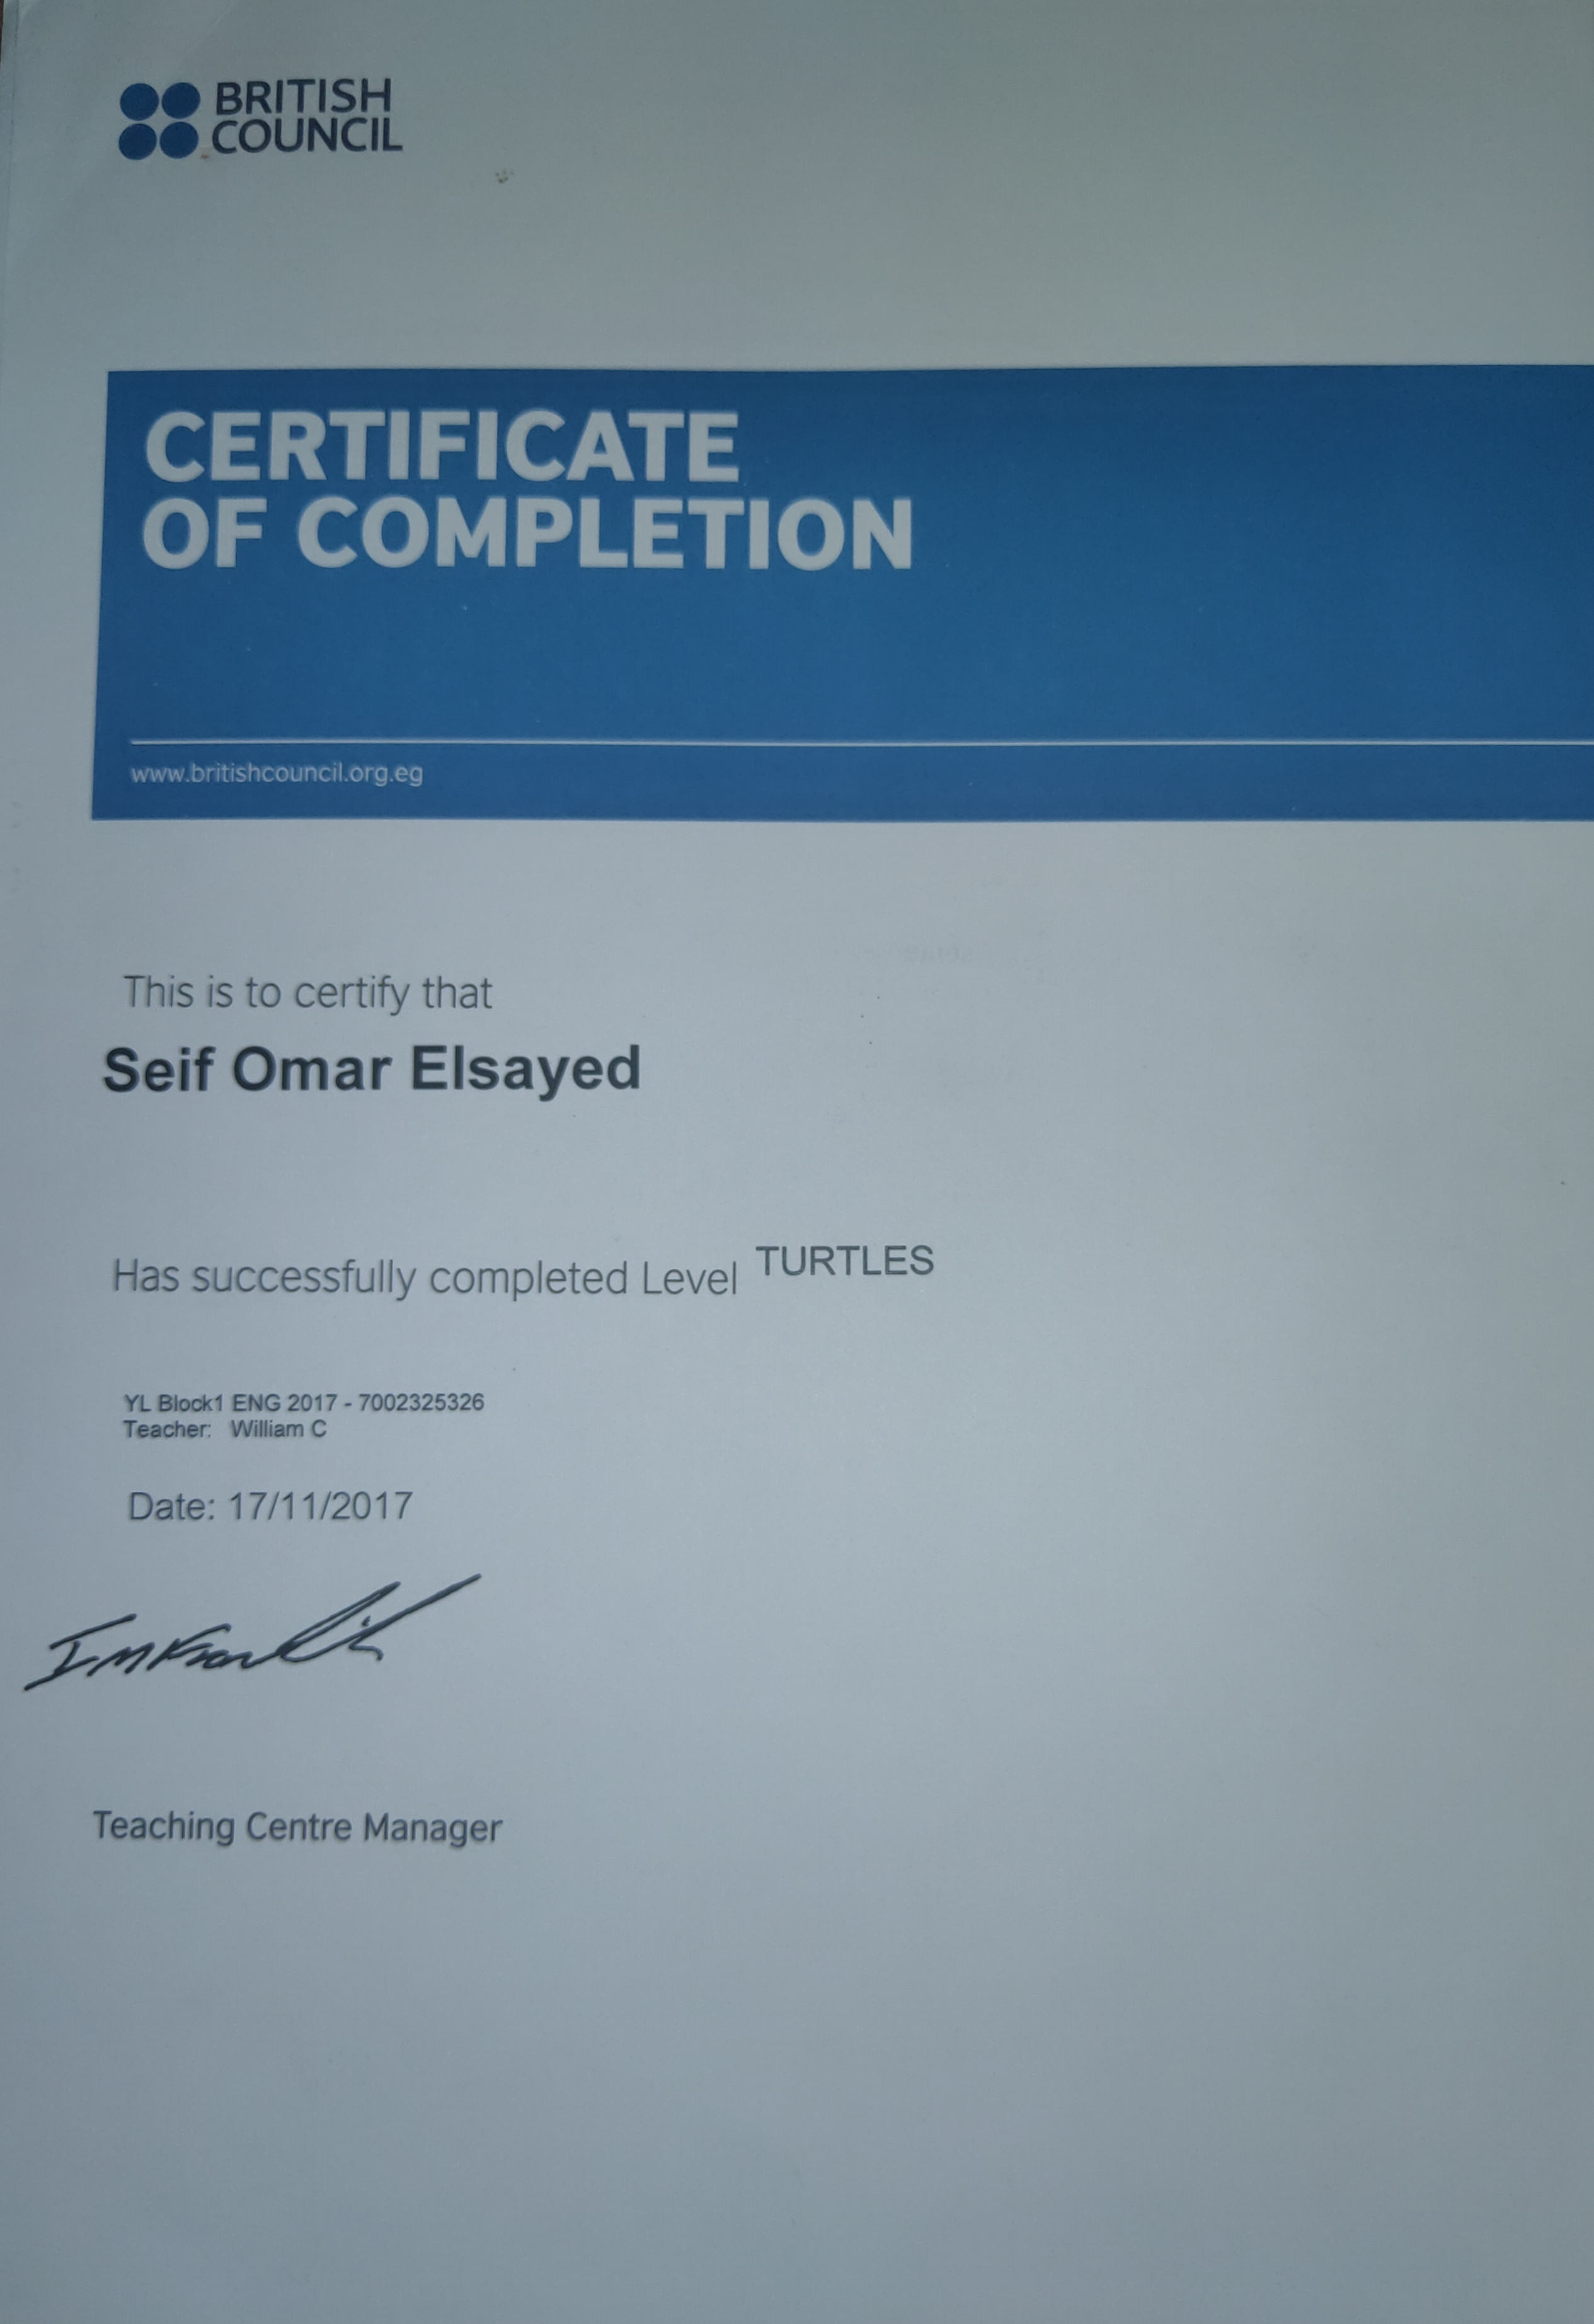 BRITISH
COUNCIL
CERTIFICATE
OF COMPLETION
www.britishcouncil.org.eg
This is to certify that
Seif Omar Elsayed
Has successfully completed Level TURTLES
YL Block1 ENG 2017 - 7002325326
Teacher: William C
Date: 17/11/2017
Teaching Centre Manager